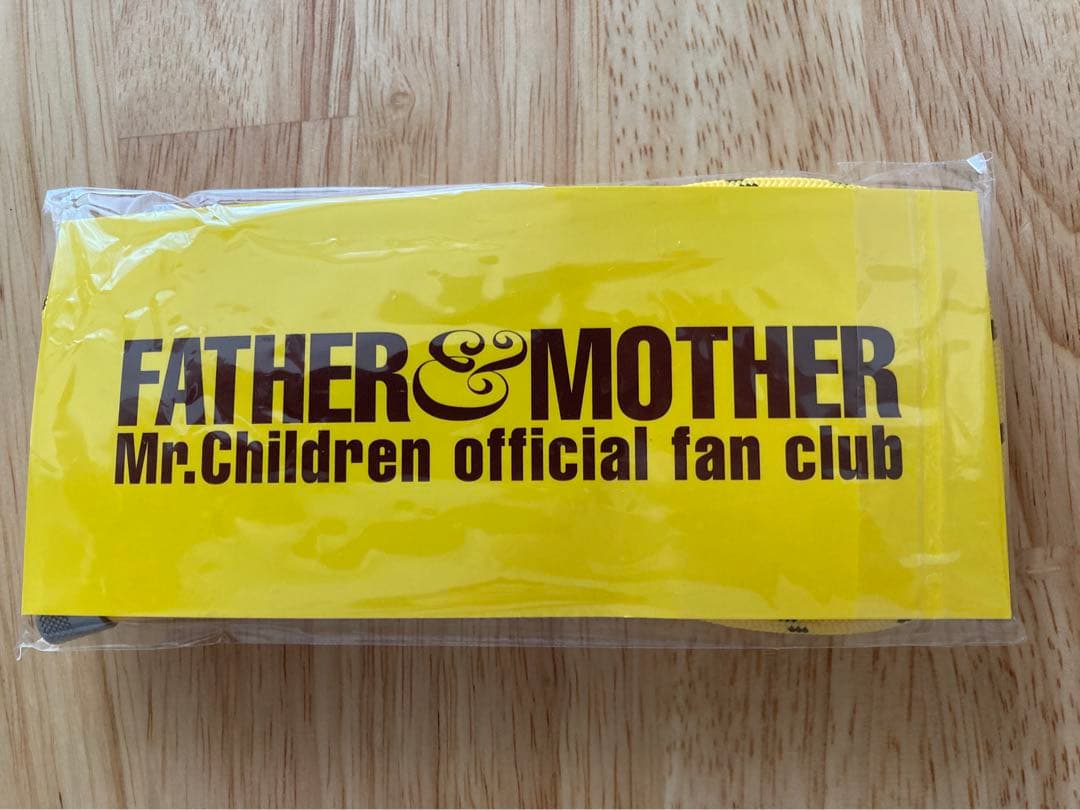 FATHER&MOTHER
Mr.Children official fan club